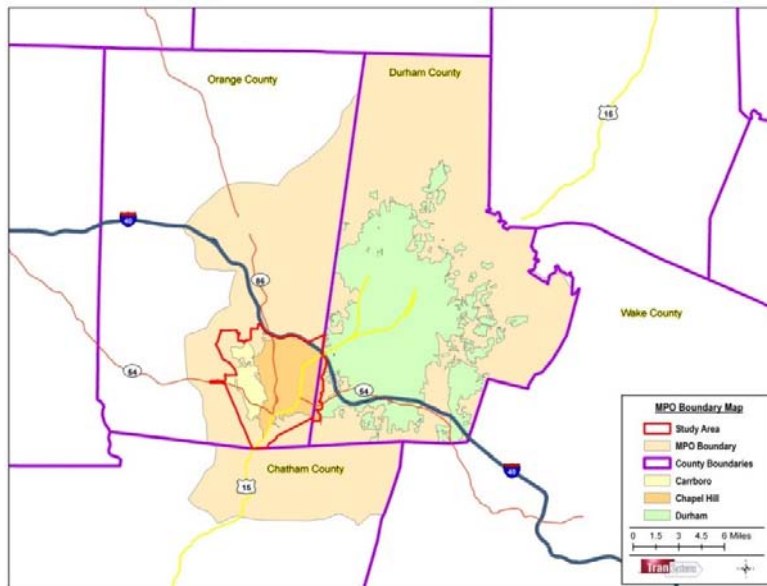 Orange County
Durham County
15
40
86
Wake County
54
54
Chatham County
15
40
MPO Boundary Map
Study Area
MPO Boundary
County Boundaries
Carrboro
Chapel Hill
Durham
0 1.5 3 4.5 6 Miles
TranSystems